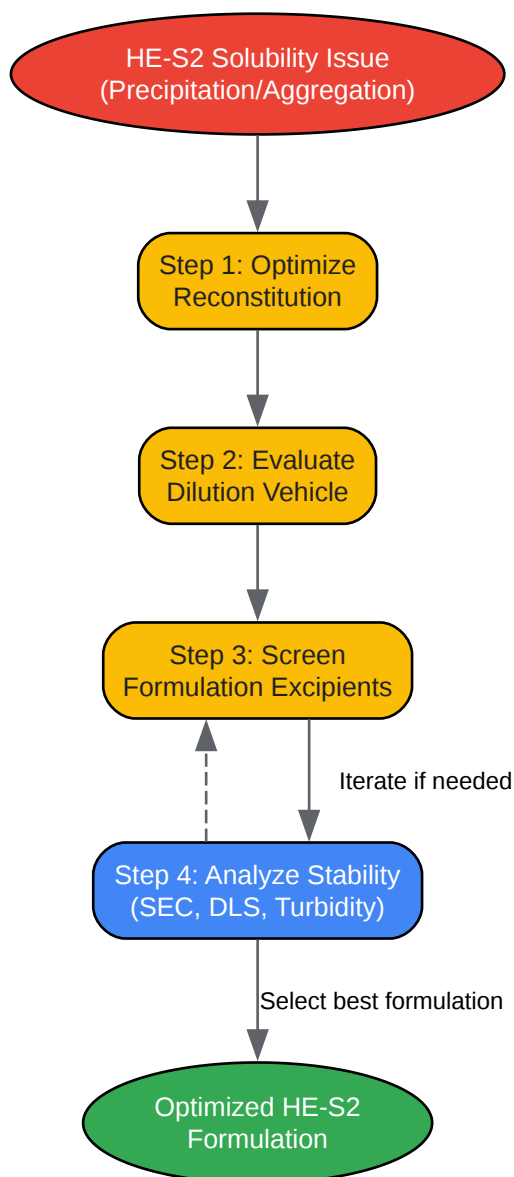 HE-S2 Solubility Issue
(Precipitation/Aggregation)
Step 1: Optimize
Reconstitution
Step 2: Evaluate
Dilution Vehicle
Step 3: Screen
Formulation Excipients
Iterate if needed
Step 4: Analyze Stability
(SEC, DLS, Turbidity)
Select best formulation
Optimized HE-S2
Formulation